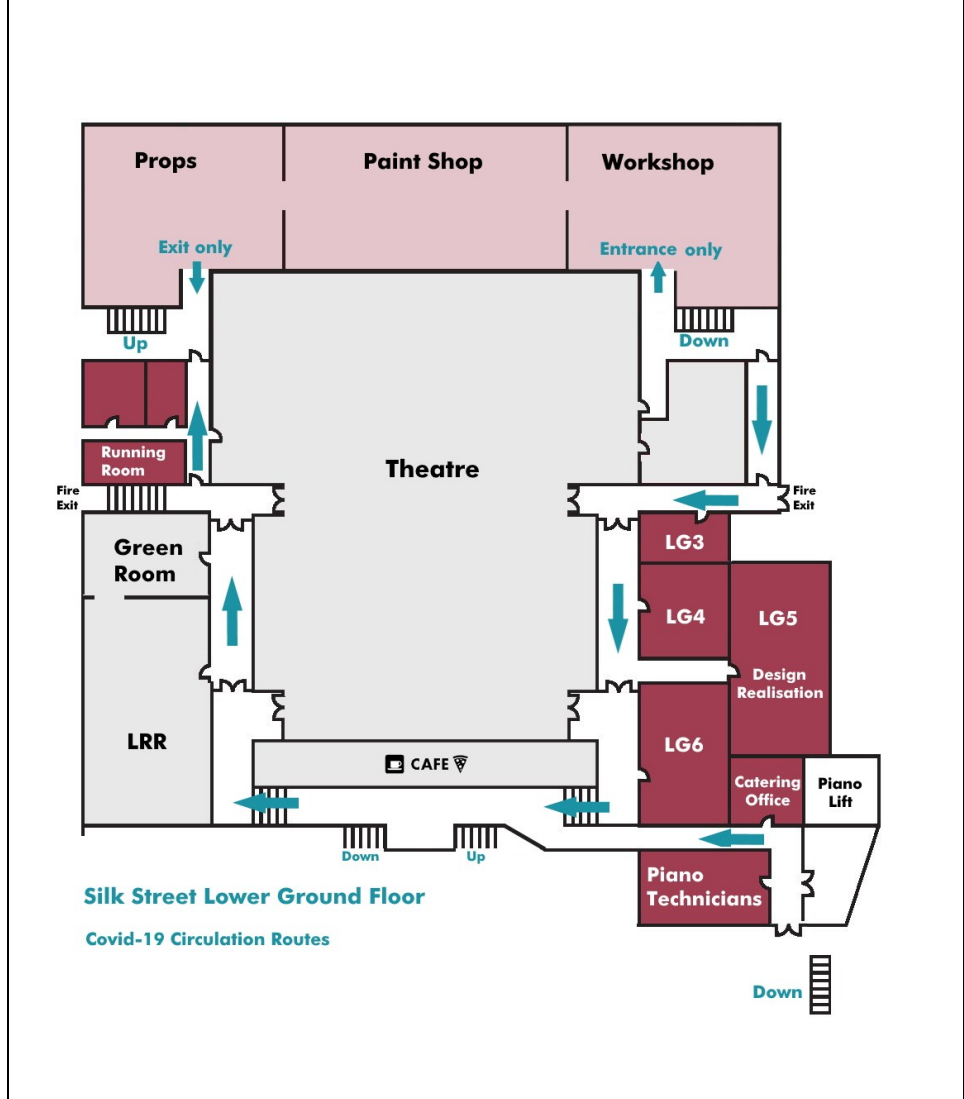 Props
Paint Shop
Workshop
Exit only
Entrance only
Up
Down
Running
Room
Theatre
Fire
Exit
Fire
Exit
Green
Room
LG3
LG4
LG5
Design
Realisation
LRR
LG6
CAFE
Catering
Office
Piano
Lift
Down
Up
Piano
Technicians
Silk Street Lower Ground Floor
Covid-19 Circulation Routes
Down